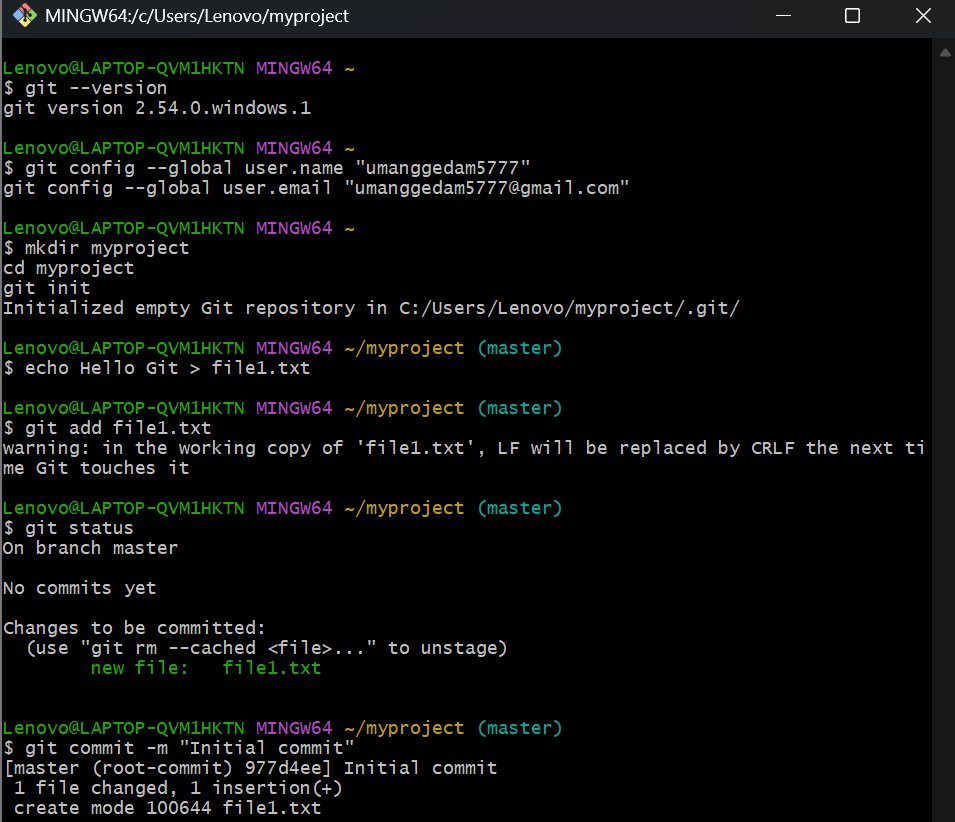 MINGW64:/c/Users/Lenovo/myproject
Lenovo@LAPTOP-QVM1HKTN MINGW64 ~
$ git --version
git version 2.54.0.windows.1
Lenovo@LAPTOP-QVM1HKTN MINGW64 ~
$ git config --global user.name "umanggedam5777"
git config --global user.email "umanggedam5777@gmail.com"
Lenovo@LAPTOP-QVM1HKTN MINGW64 ~
$ mkdir myproject
cd myproject
git init
Initialized empty Git repository in C:/Users/Lenovo/myproject/.git/
Lenovo@LAPTOP-QVM1HKTN MINGW64 ~/myproject (master)
$ echo Hello Git > file1.txt
Lenovo@LAPTOP-QVM1HKTN MINGW64 ~/myproject (master)
$ git add file1.txt
warning: in the working copy of 'file1.txt', LF will be replaced by CRLF the next ti
me Git touches it
Lenovo@LAPTOP-QVM1HKTN MINGW64 ~/myproject (master)
$ git status
On branch master
No commits yet
Changes to be committed:
  (use "git rm --cached <file>..." to unstage)
        new file:   file1.txt
Lenovo@LAPTOP-QVM1HKTN MINGW64 ~/myproject (master)
$ git commit -m "Initial commit"
[master (root-commit) 977d4ee] Initial commit
 1 file changed, 1 insertion(+)
 create mode 100644 file1.txt